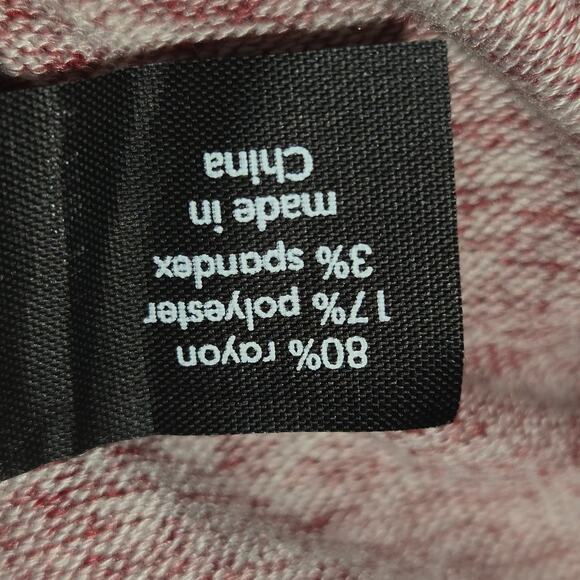 80% rayon
17% polyester
3% spandex
made in
China